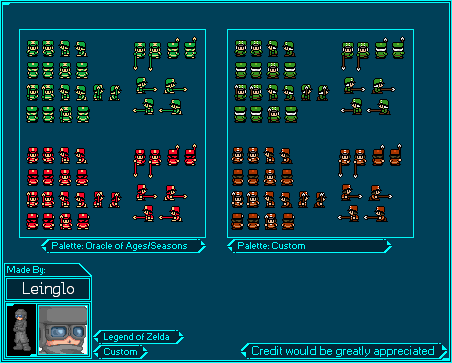 Palette: Oracle of Ages/Seasons
Palette: Custom
Made By:
Leinglo
Legend of Zelda
Custom
Credit would be greatly appreciated